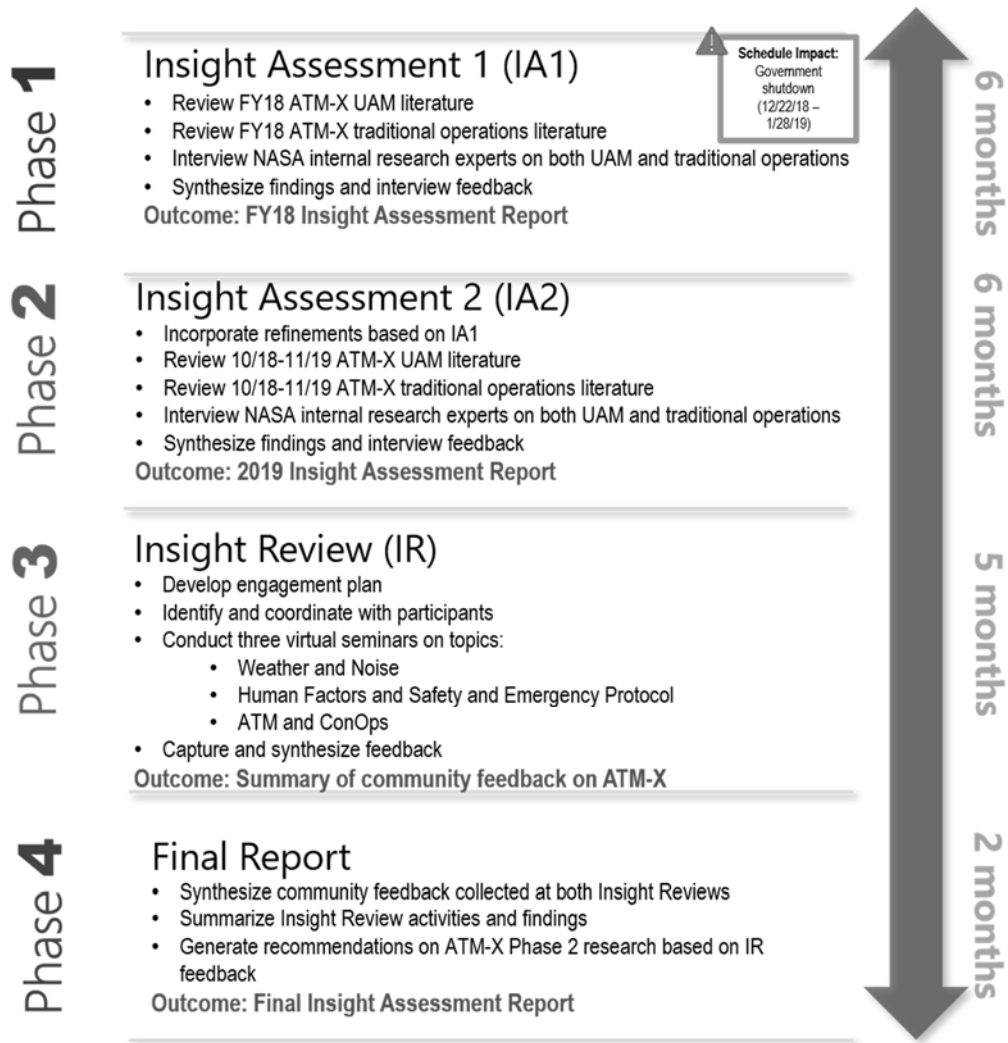 Phase 1
Insight Assessment 1 (IA1)
• Review FY18 ATM-X UAM literature
• Review FY18 ATM-X traditional operations literature
• Interview NASA internal research experts on both UAM and traditional operations
• Synthesize findings and interview feedback
Outcome: FY18 Insight Assessment Report
!
Schedule Impact:
Government
shutdown
(12/22/18 –
1/28/19)
6 months
Phase 2
Insight Assessment 2 (IA2)
• Incorporate refinements based on IA1
• Review 10/18-11/19 ATM-X UAM literature
• Review 10/18-11/19 ATM-X traditional operations literature
• Interview NASA internal research experts on both UAM and traditional operations
• Synthesize findings and interview feedback
Outcome: 2019 Insight Assessment Report
6 months
Phase 3
Insight Review (IR)
• Develop engagement plan
• Identify and coordinate with participants
• Conduct three virtual seminars on topics:
• Weather and Noise
• Human Factors and Safety and Emergency Protocol
• ATM and ConOps
• Capture and synthesize feedback
Outcome: Summary of community feedback on ATM-X
5 months
Phase 4
Final Report
• Synthesize community feedback collected at both Insight Reviews
• Summarize Insight Review activities and findings
• Generate recommendations on ATM-X Phase 2 research based on IR
feedback
Outcome: Final Insight Assessment Report
2 months